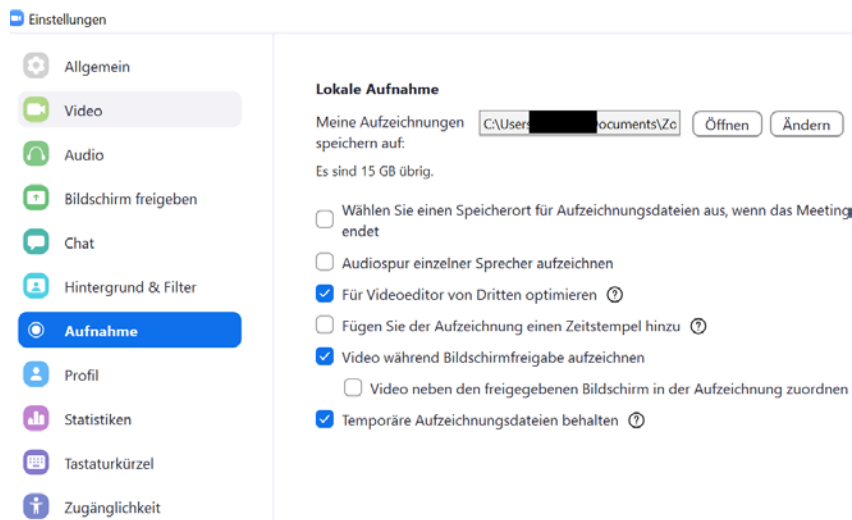 Einstellungen
Allgemein
Video
Audio
Bildschirm freigeben
Chat
Hintergrund & Filter
Aufnahme
Profil
Statistiken
Tastaturkürzel
Zugänglichkeit
Lokale Aufnahme
Meine Aufzeichnungen
speichern auf:
C:\Users ocuments\Zo
Öffnen
Ändern
Es sind 15 GB übrig.
Wählen Sie einen Speicherort für Aufzeichnungsdateien aus, wenn das Meeting
endet
Audiospur einzelner Sprecher aufzeichnen
Für Videoeditor von Dritten optimieren
Fügen Sie der Aufzeichnung einen Zeitstempel hinzu
Video während Bildschirmfreigabe aufzeichnen
Video neben den freigegebenen Bildschirm in der Aufzeichnung zuordnen
Temporäre Aufzeichnungsdateien behalten